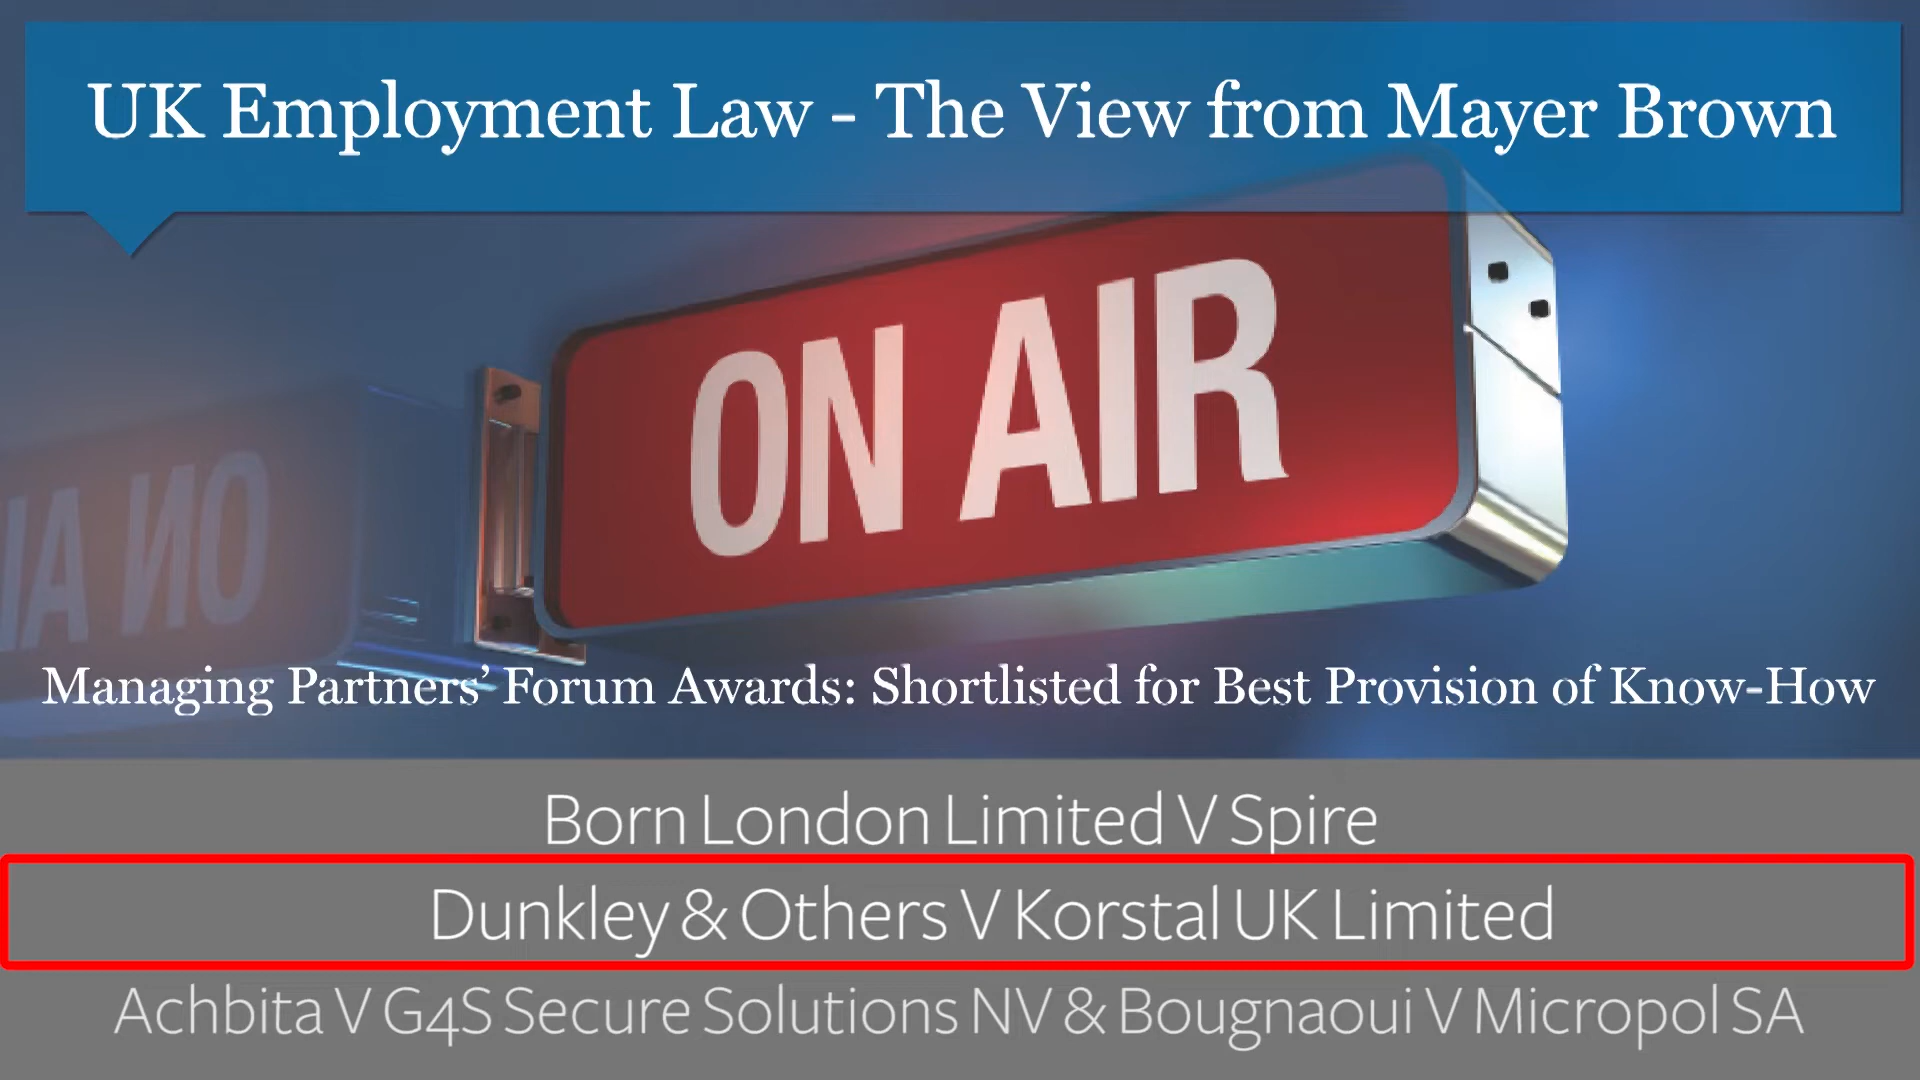 UK Employment Law - The View from Mayer Brown
ON AIR
ON AI
Managing Partners’ Forum Awards: Shortlisted for Best Provision of Know-How
Born London Limited V Spire
Dunkley & Others V Korstal UK Limited
Achbita V G4S Secure Solutions NV & Bougnaoui V Micropol SA